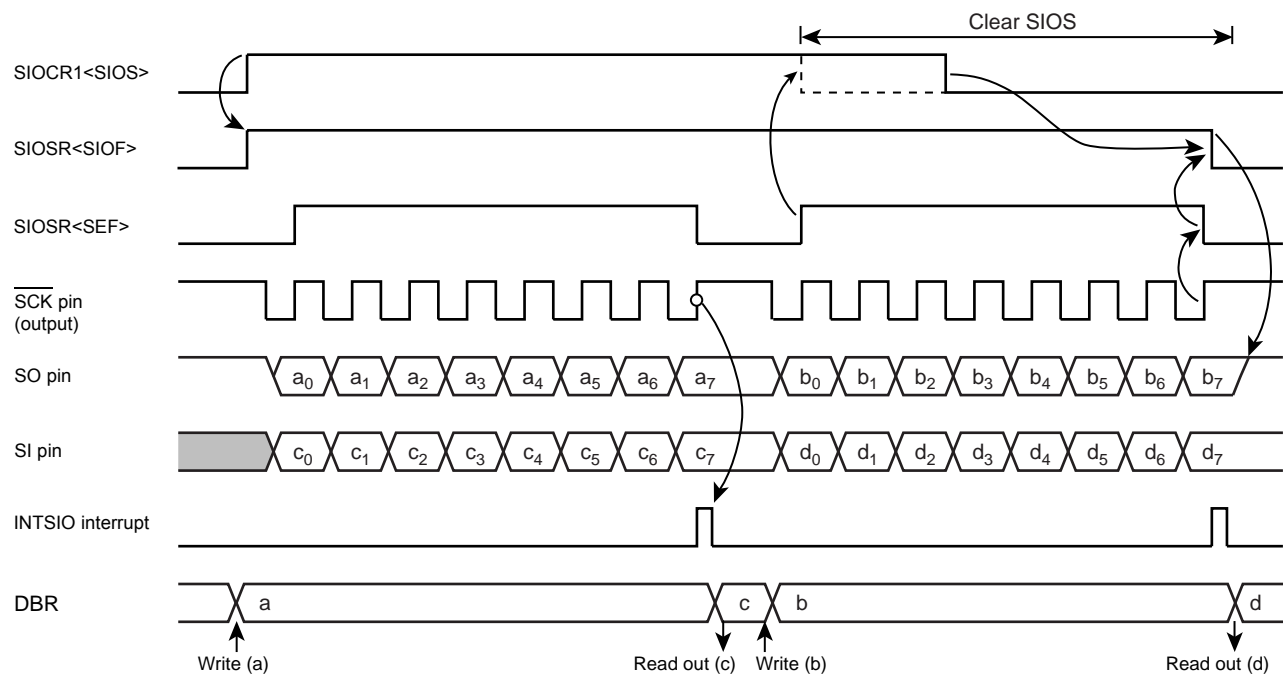 Clear SIOS
SIOCR1<SIOS>
SIOSR<SIOF>
SIOSR<SEF>
SCK pin
(output)
SO pin a0 a1 a2 a3 a4 a5 a6 a7 b0 b1 b2 b3 b4 b5 b6 b7
SI pin c0 c1 c2 c3 c4 c5 c6 c7 d0 d1 d2 d3 d4 d5 d6 d7
INTSIO interrupt
DBR a c b d
Write (a) Read out (c) Write (b) Read out (d)